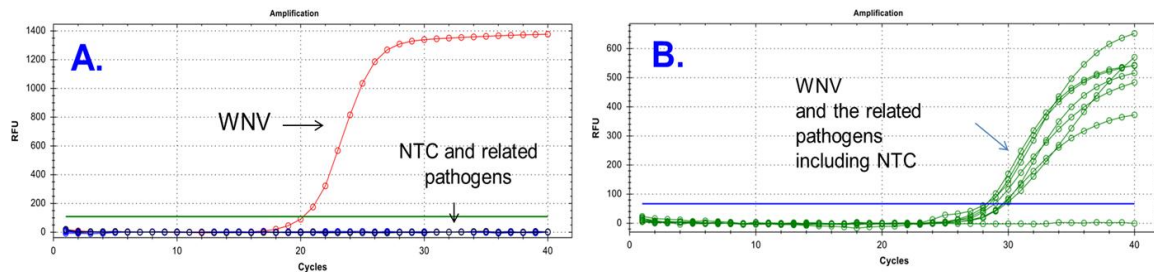 Amplification
A.
1400
1200
1000
800
600
400
200
0
RFU
WNV
NTC and related
pathogens
0 10 20 30 40
Cycles
Amplification
B.
600
500
400
300
200
100
0
RFU
WNV
and the related
pathogens
including NTC
0 10 20 30 40
Cycles